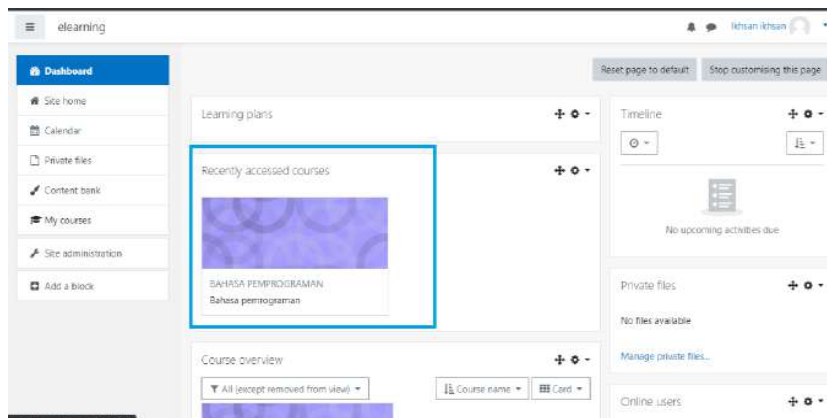 elearning
Ikhsan ikhsan
Dashboard
Site home
Calendar
Private files
Content bank
My courses
Site administration
Add a block
Reset page to default
Stop customising this page
Learning plans
Recently accessed courses
BAHASA PEMPROGRAMAN
Bahasa pemrograman
Course overview
All (except removed from view)
Course name
Card
Timeline
No upcoming activities due
Private files
No files available
Manage private files...
Online users